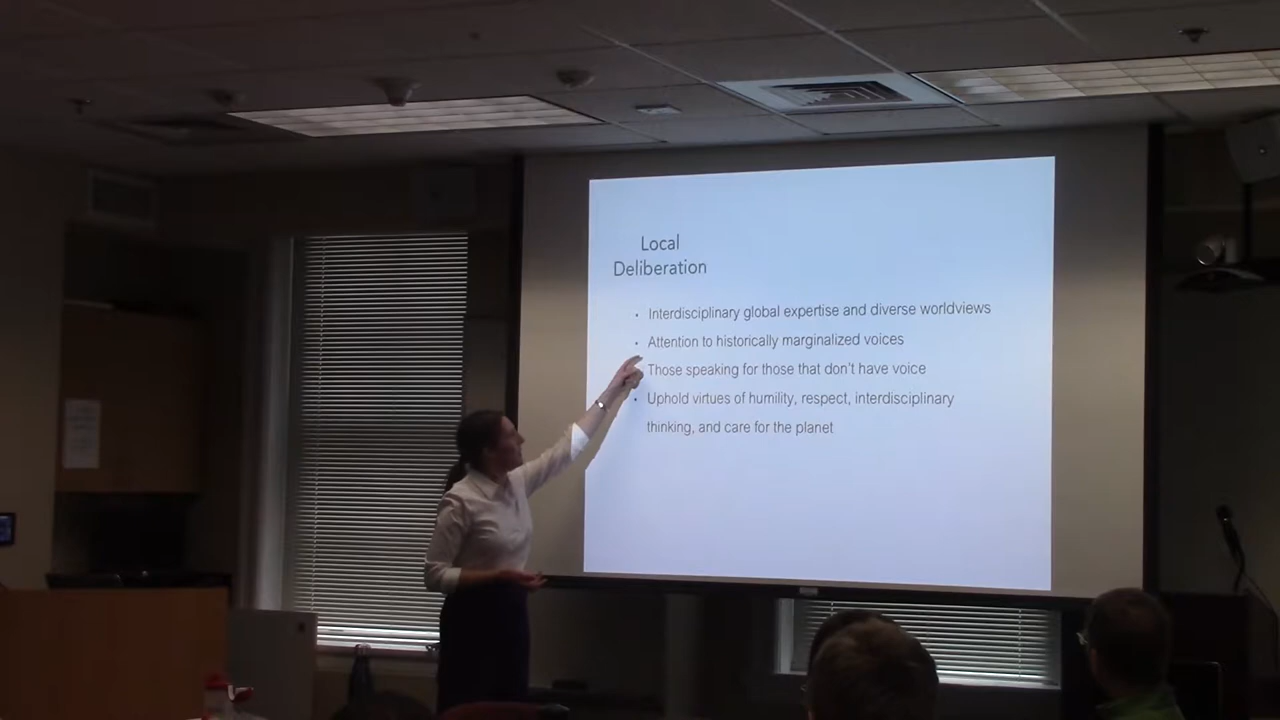 Local
Deliberation
• Interdisciplinary global expertise and diverse worldviews
• Attention to historically marginalized voices
Those speaking for those that don't have voice
• Uphold virtues of humility, respect, interdisciplinary
thinking, and care for the planet